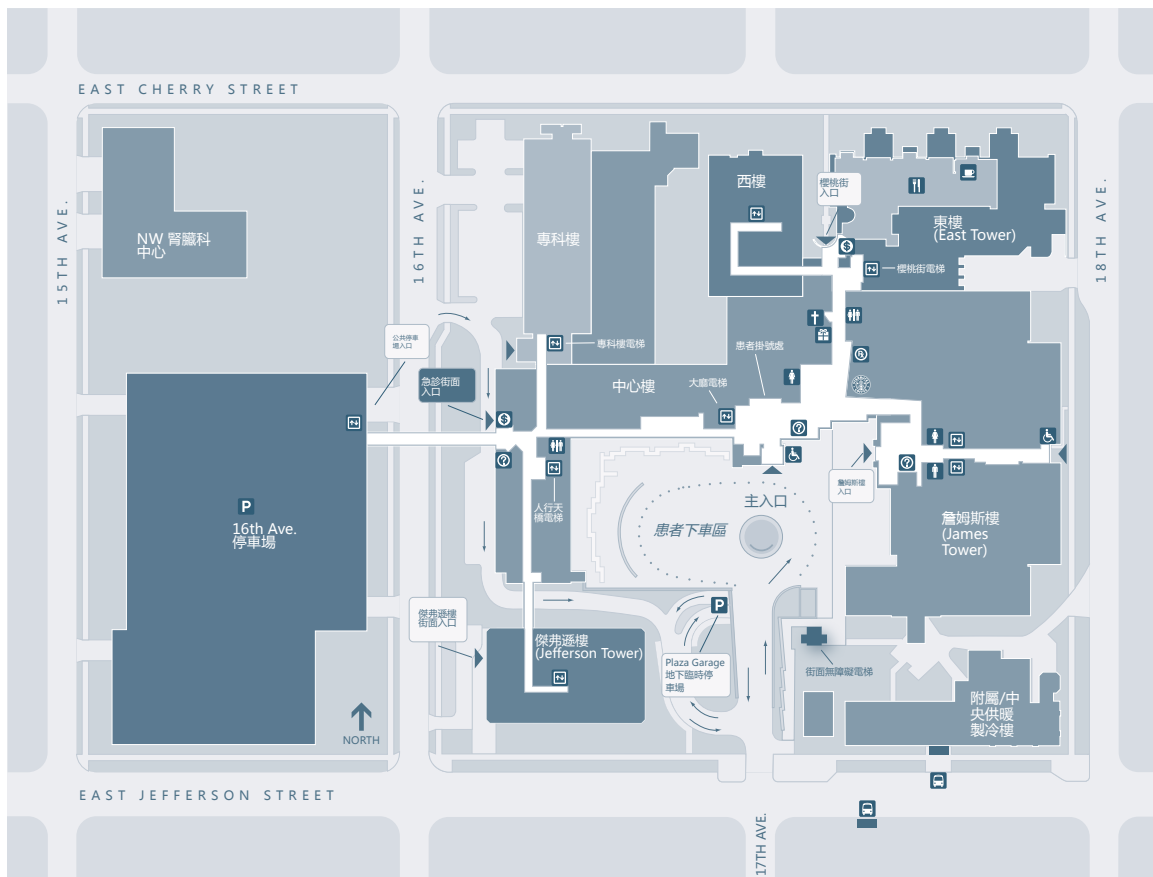 EAST CHERRY STREET
15TH AVE.
16TH AVE.
18TH AVE.
NW 腎臟科
中心
專科樓
西樓
櫻桃街
入口
東樓
(East Tower)
$
櫻桃街電梯
公共停車
場入口
專科樓電梯
患者掛號處
急診街面
入口
中心樓
大廳電梯
$
?
?
?
詹姆斯樓
入口
人行天
橋電梯
P
16th Ave.
停車場
主入口
患者下車區
詹姆斯樓
(James
Tower)
傑弗遜樓
街面入口
P
傑弗遜樓
(Jefferson Tower)
Plaza Garage
地下臨時停
車場
街面無障礙電梯
附屬/中
央供暖
製冷樓
NORTH
EAST JEFFERSON STREET
17TH AVE.